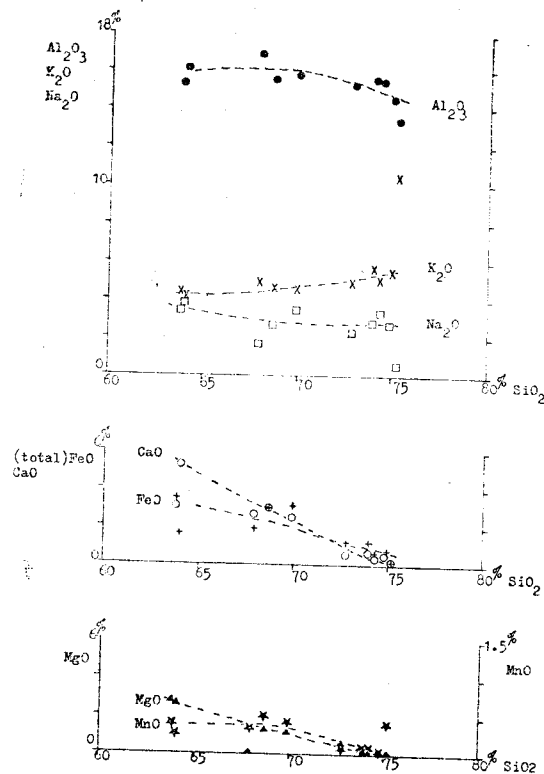 18%
Al₂O₃
K₂O
Na₂O
Al₂O₃
10
K₂O
Na₂O
0
60 65 70 75 80% SiO₂
6%
(total)FeO
CaO
CaO
FeO
0
60 65 70 75 80% SiO₂
6%
1.5%
MgO
MnO
MgO
MnO
0
60 65 70 75 80% SiO2